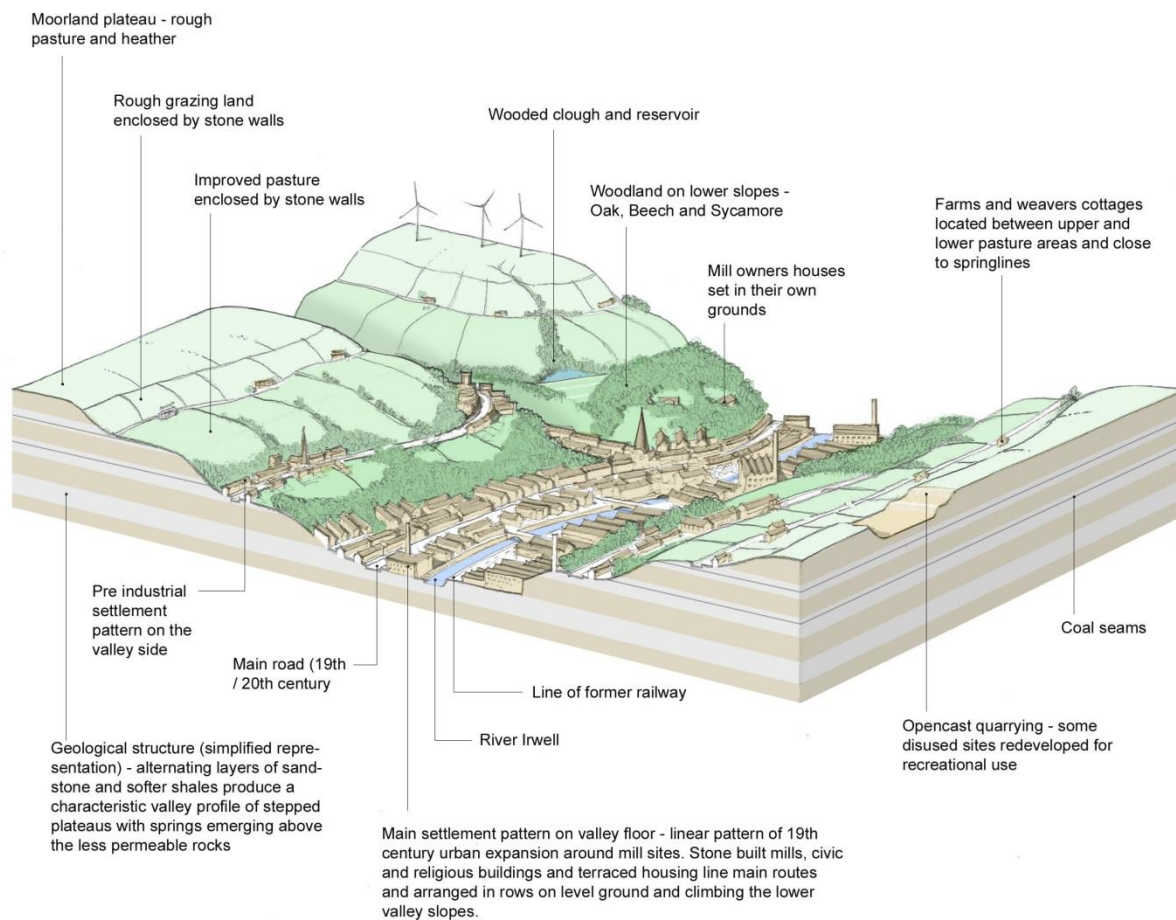 Moorland plateau - rough
pasture and heather
Rough grazing land
enclosed by stone walls
Wooded clough and reservoir
Improved pasture
enclosed by stone walls
Woodland on lower slopes -
Oak, Beech and Sycamore
Farms and weavers cottages
located between upper and
lower pasture areas and close
to springlines
Mill owners houses
set in their own
grounds
Pre industrial
settlement
pattern on the
valley side
Coal seams
Main road (19th
/ 20th century
Line of former railway
River Irwell
Opencast quarrying - some
disused sites redeveloped for
recreational use
Geological structure (simplified repre-
sentation) - alternating layers of sand-
stone and softer shales produce a
characteristic valley profile of stepped
plateaus with springs emerging above
the less permeable rocks
Main settlement pattern on valley floor - linear pattern of 19th
century urban expansion around mill sites. Stone built mills, civic
and religious buildings and terraced housing line main routes
and arranged in rows on level ground and climbing the lower
valley slopes.